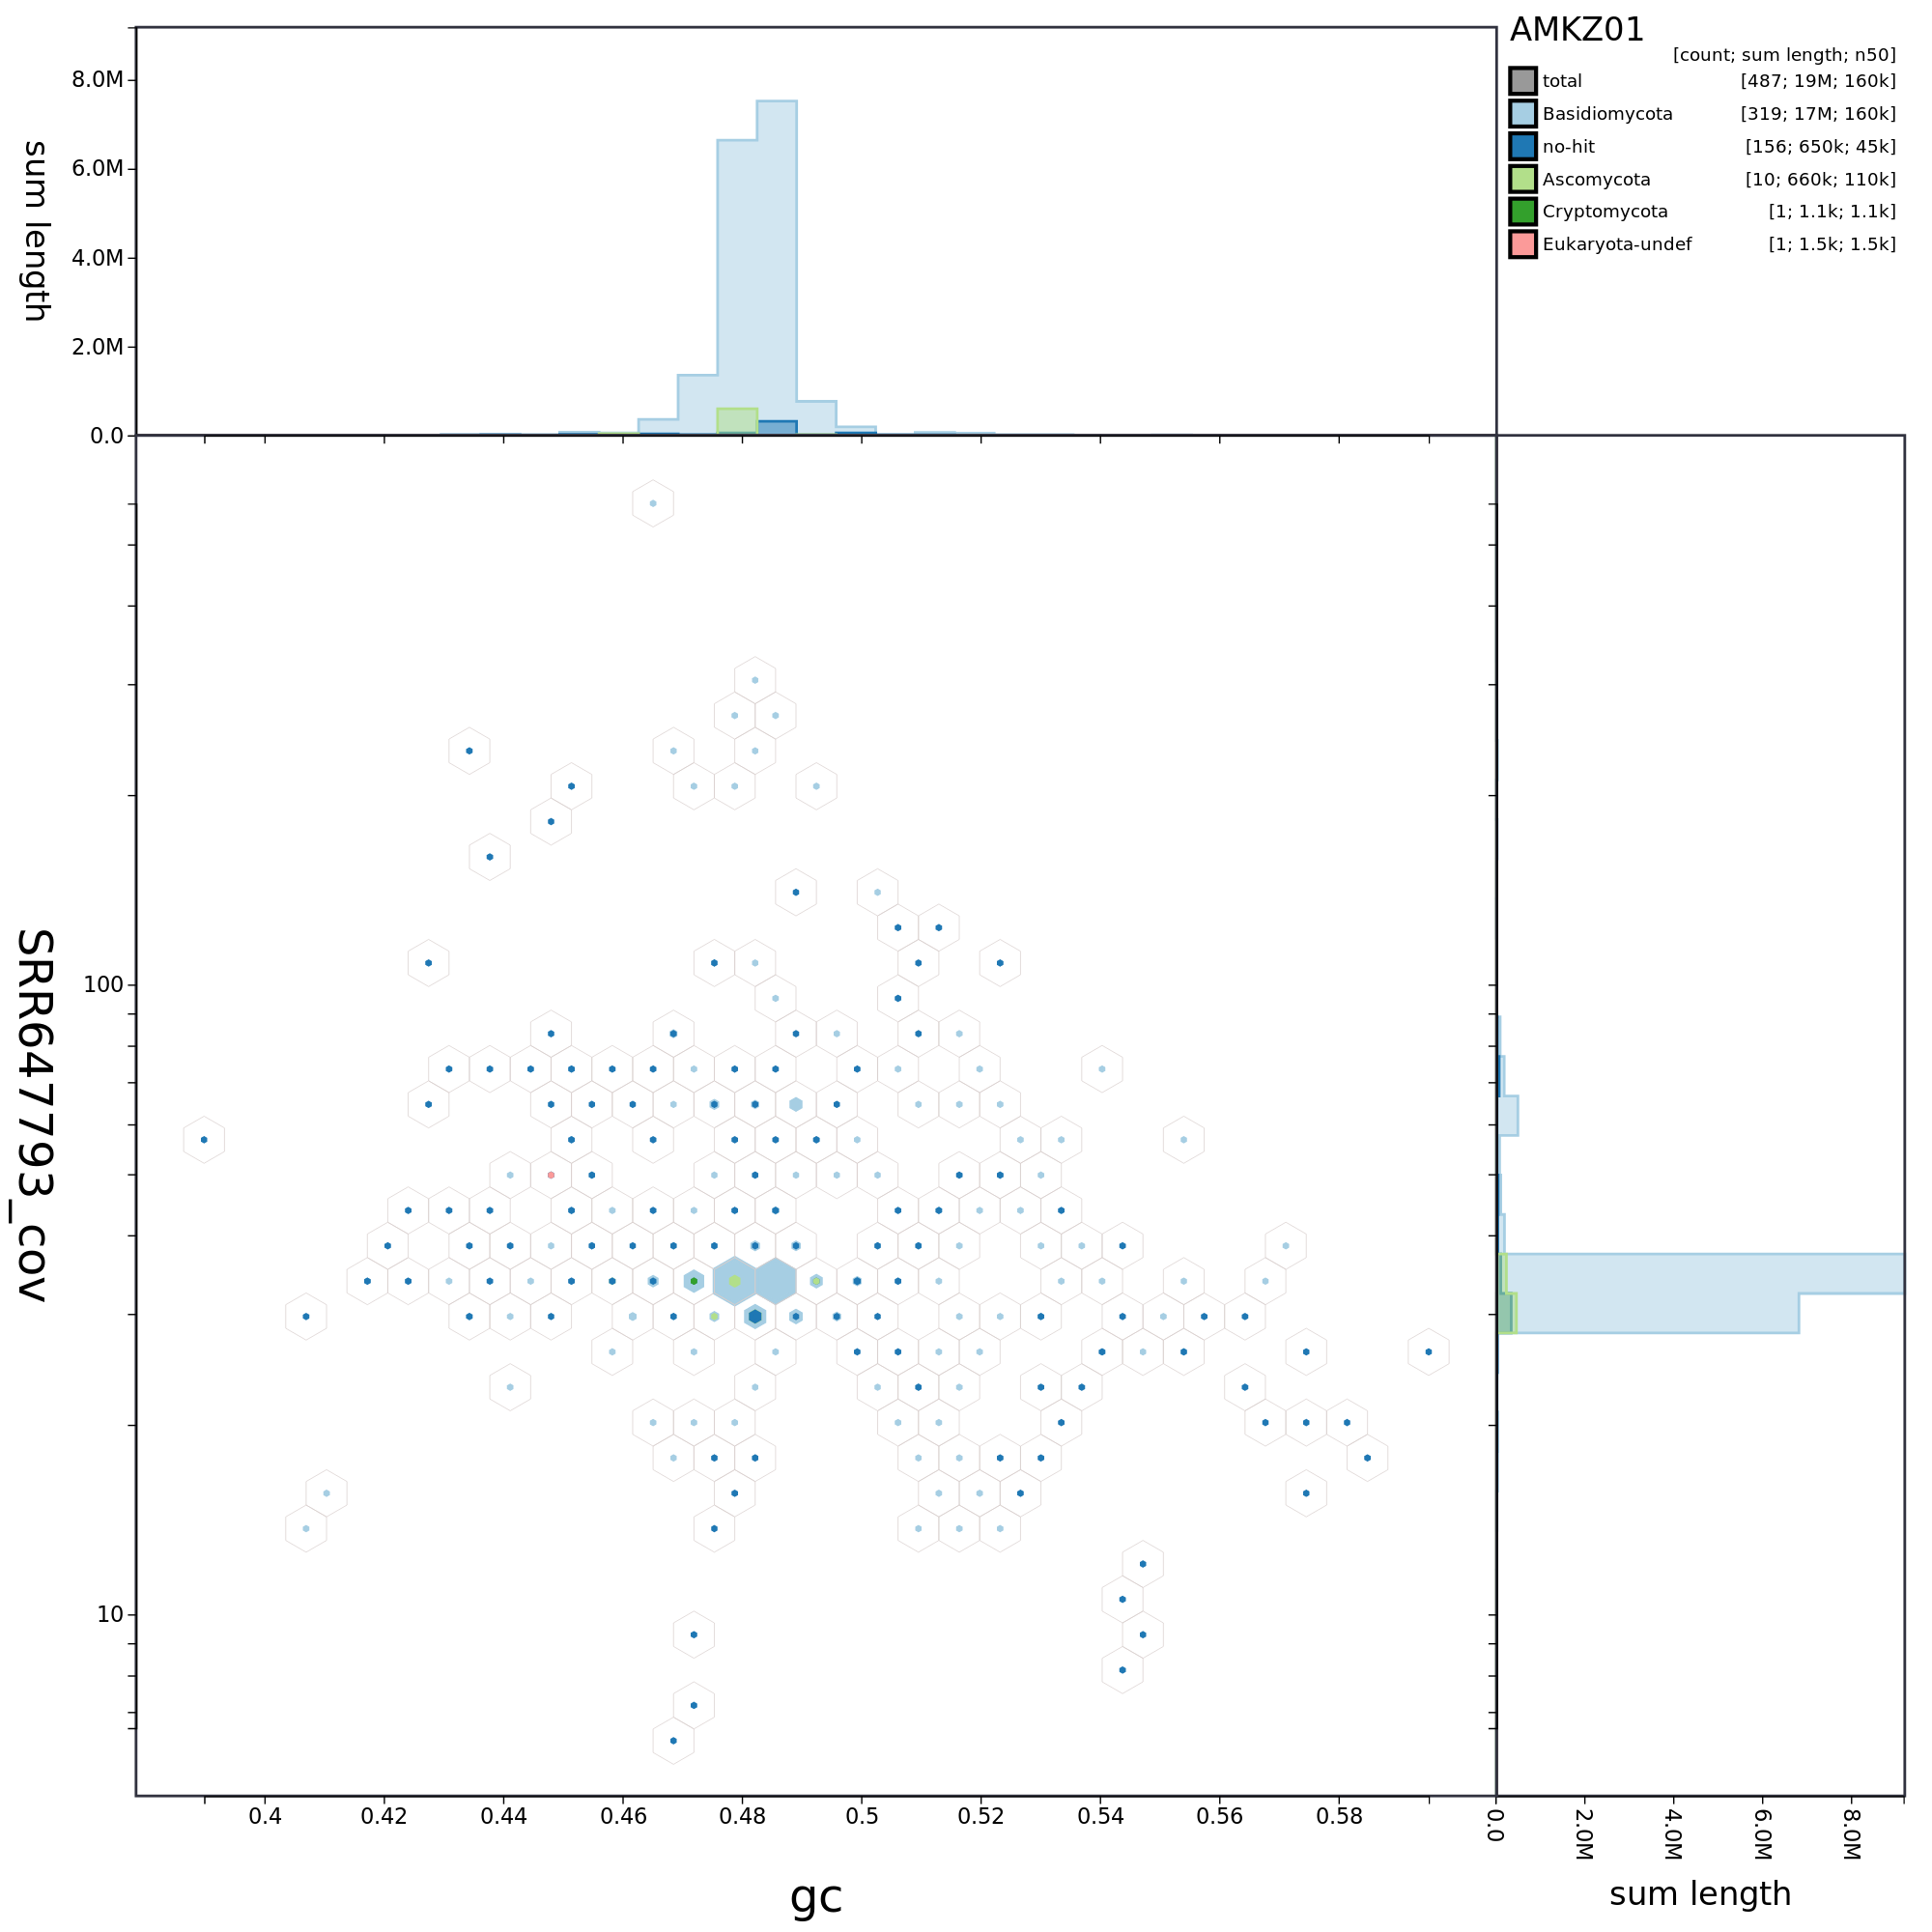 AMKZ01
[count; sum length; n50]
total [487; 19M; 160k]
Basidiomycota [319; 17M; 160k]
no-hit [156; 650k; 45k]
Ascomycota [10; 660k; 110k]
Cryptomycota [1; 1.1k; 1.1k]
Eukaryota-undef [1; 1.5k; 1.5k]
sum length
8.0M
6.0M
4.0M
2.0M
0.0
SRR647793_cov
100
10
0.4 0.42 0.44 0.46 0.48 0.5 0.52 0.54 0.56 0.58
gc
0.0 2.0M 4.0M 6.0M 8.0M
sum length